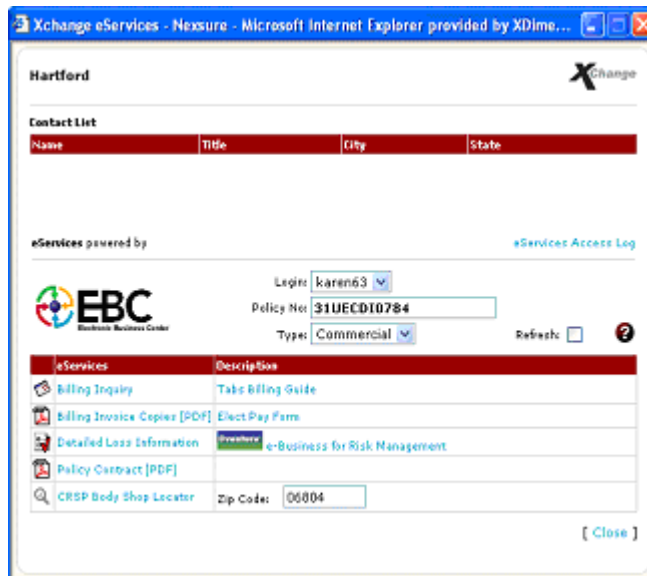 Xchange eServices - Nexsure - Microsoft Internet Explorer provided by XDime...
Hartford
XChange
Contact List
Name Title City State
eServices powered by
eServices Access Log
EBC
Electronic Business Center
Login: karen63
Policy No: 31UECDI0784
Type: Commercial
Refresh: ?
eServices Description
Billing Inquiry Tabs Billing Guide
Billing Invoice Copies [PDF] Elect Pay Form
Detailed Loss Information e-Business for Risk Management
Policy Contract [PDF]
CRSP Body Shop Locator Zip Code: 06804
[ Close ]